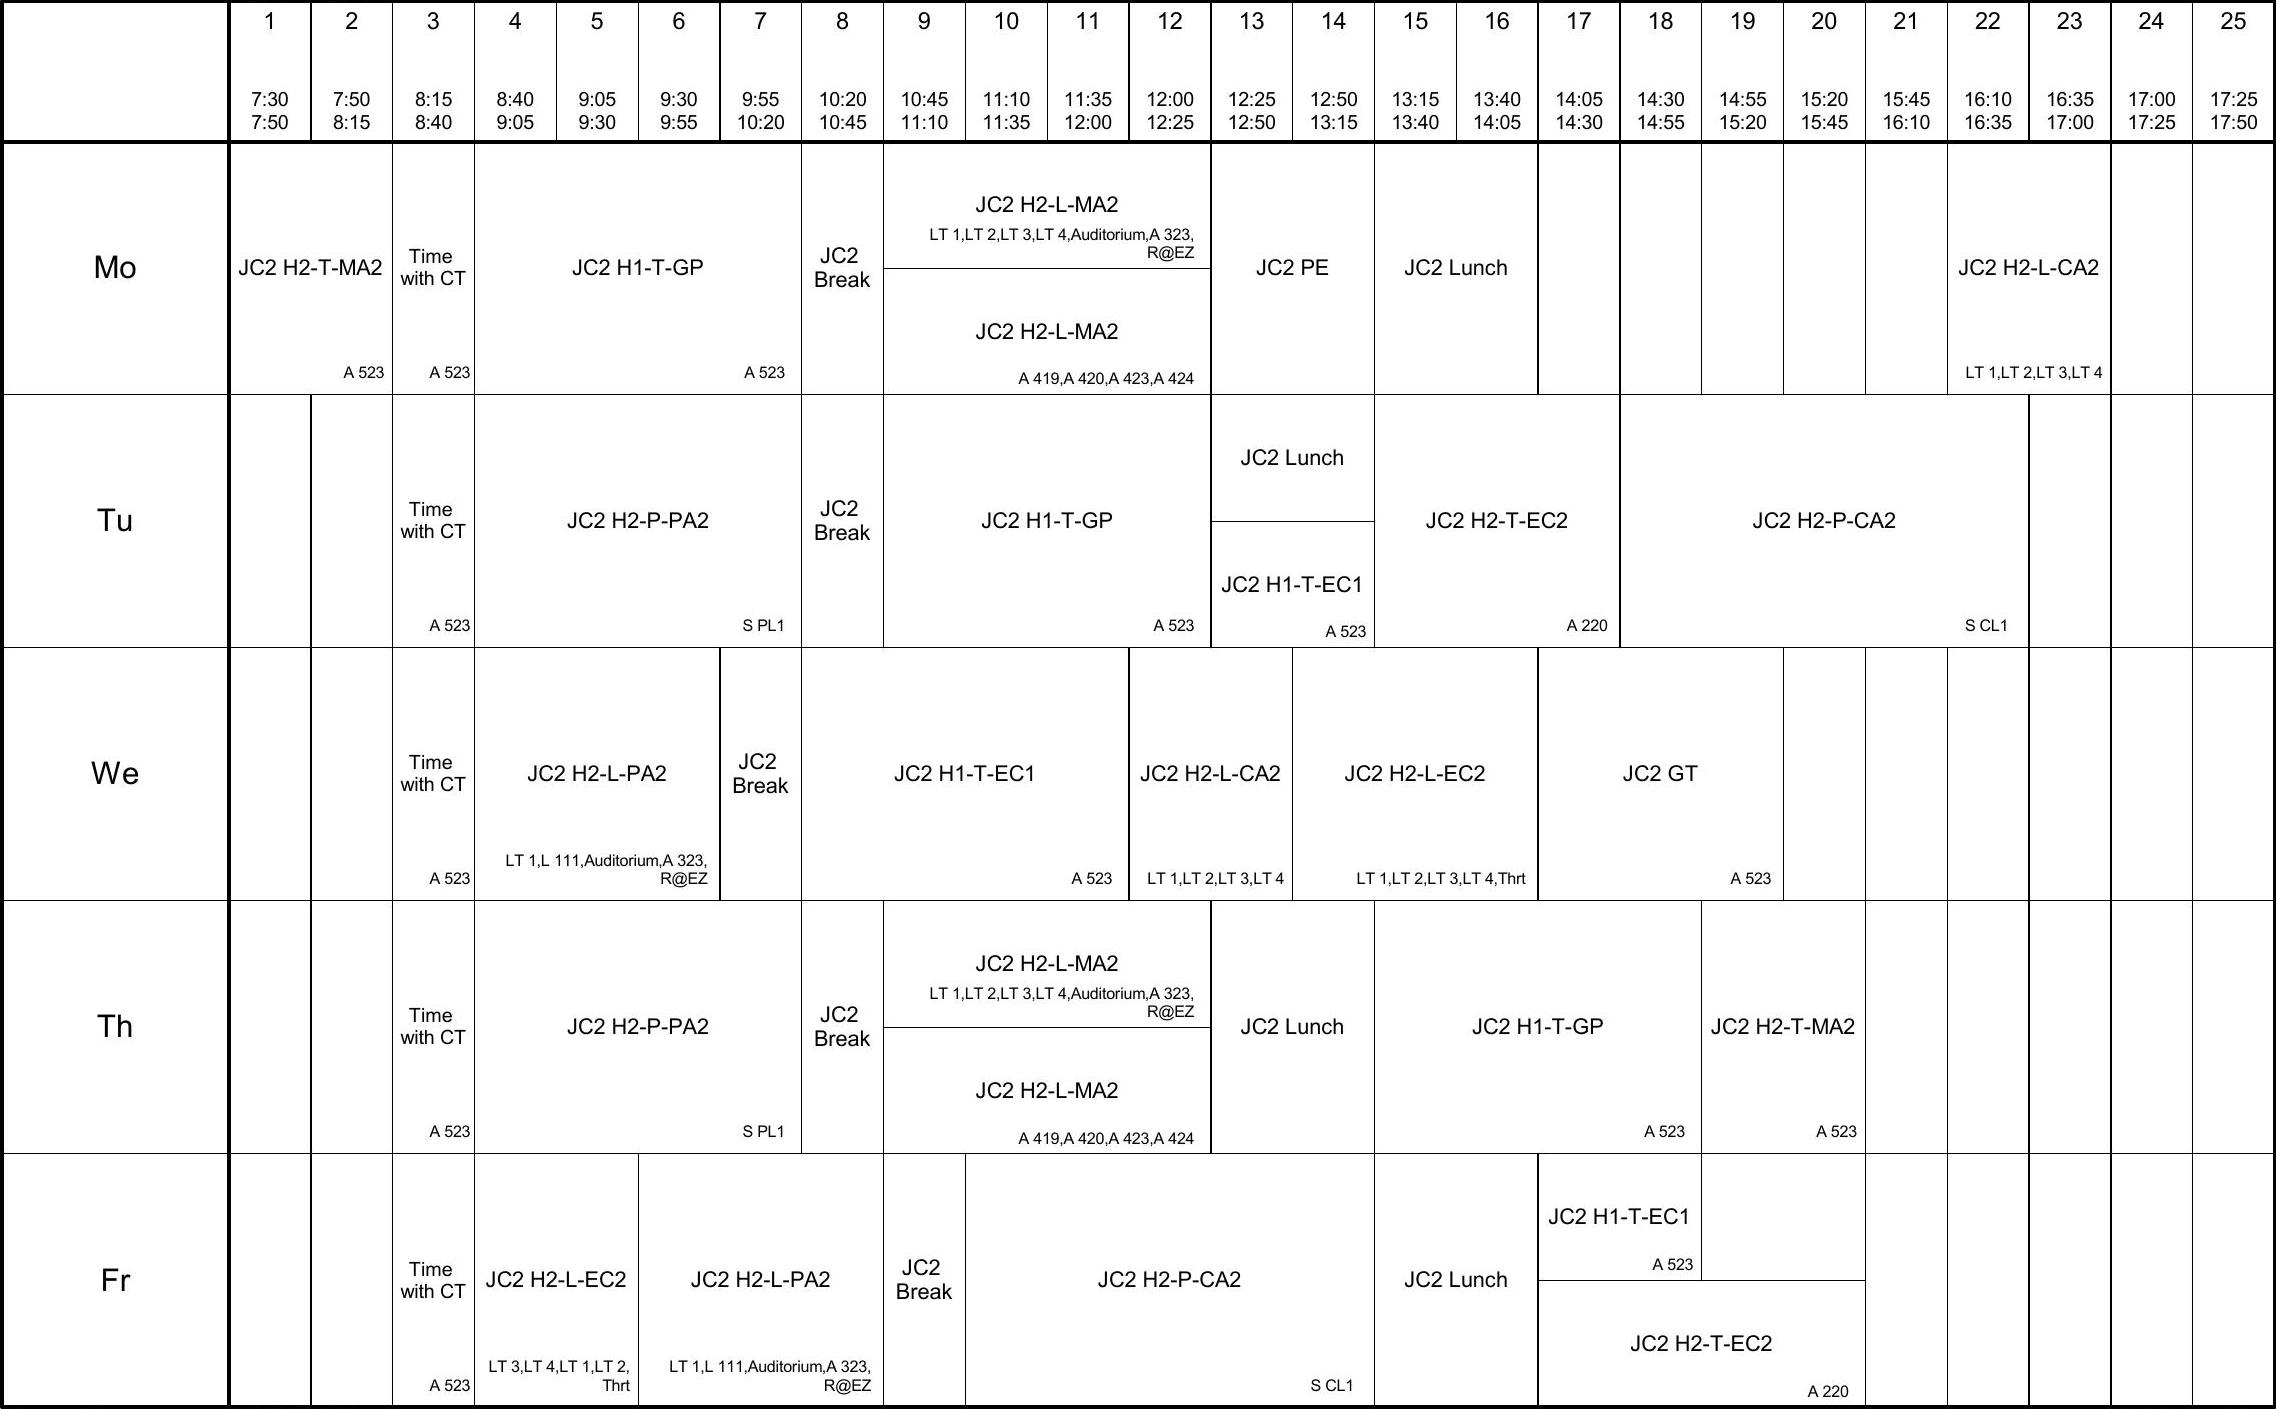 1 2 3 4 5 6 7 8 9 10 11 12 13 14 15 16 17 18 19 20 21 22 23 24 25
7:30 7:50 8:15 8:40 9:05 9:30 9:55 10:20 10:45 11:10 11:35 12:00 12:25 12:50 13:15 13:40 14:05 14:30 14:55 15:20 15:45 16:10 16:35 17:00 17:25
7:50 8:15 8:40 9:05 9:30 9:55 10:20 10:45 11:10 11:35 12:00 12:25 12:50 13:15 13:40 14:05 14:30 14:55 15:20 15:45 16:10 16:35 17:00 17:25 17:50
Mo
JC2 H2-T-MA2
A 523
Time
with CT
A 523
JC2 H1-T-GP
A 523
JC2
Break
JC2 H2-L-MA2
LT 1,LT 2,LT 3,LT 4,Auditorium,A 323,
R@EZ
JC2 H2-L-MA2
A 419,A 420,A 423,A 424
JC2 PE
JC2 Lunch
JC2 H2-L-CA2
LT 1,LT 2,LT 3,LT 4
Tu
Time
with CT
A 523
JC2 H2-P-PA2
S PL1
JC2
Break
JC2 H1-T-GP
A 523
JC2 Lunch
JC2 H1-T-EC1
A 523
JC2 H2-T-EC2
A 220
JC2 H2-P-CA2
S CL1
We
Time
with CT
A 523
JC2 H2-L-PA2
LT 1,L 111,Auditorium,A 323,
R@EZ
JC2
Break
JC2 H1-T-EC1
A 523
JC2 H2-L-CA2
LT 1,LT 2,LT 3,LT 4
JC2 H2-L-EC2
LT 1,LT 2,LT 3,LT 4,Thrt
JC2 GT
A 523
Th
Time
with CT
A 523
JC2 H2-P-PA2
S PL1
JC2
Break
JC2 H2-L-MA2
LT 1,LT 2,LT 3,LT 4,Auditorium,A 323,
R@EZ
JC2 H2-L-MA2
A 419,A 420,A 423,A 424
JC2 Lunch
JC2 H1-T-GP
A 523
JC2 H2-T-MA2
A 523
Fr
Time
with CT
A 523
JC2 H2-L-EC2
LT 3,LT 4,LT 1,LT 2,
Thrt
JC2 H2-L-PA2
LT 1,L 111,Auditorium,A 323,
R@EZ
JC2
Break
JC2 H2-P-CA2
S CL1
JC2 Lunch
JC2 H1-T-EC1
A 523
JC2 H2-T-EC2
A 220